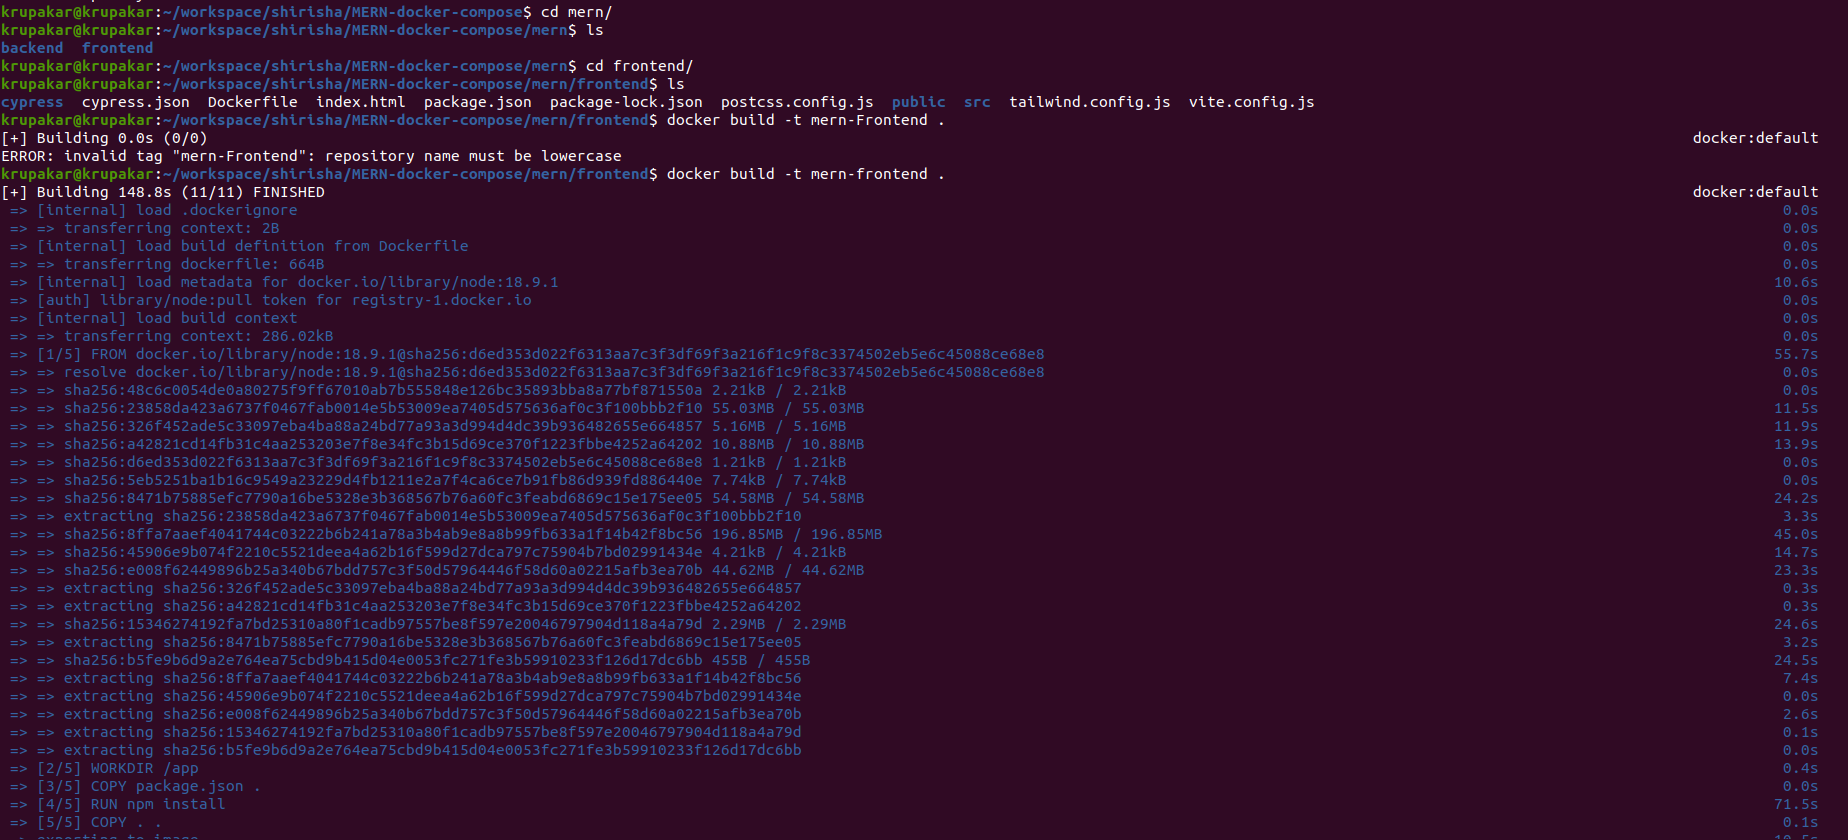 krupakar@krupakar:~/workspace/shirisha/MERN-docker-compose$ cd mern/
krupakar@krupakar:~/workspace/shirisha/MERN-docker-compose/mern$ ls
backend  frontend
krupakar@krupakar:~/workspace/shirisha/MERN-docker-compose/mern$ cd frontend/
krupakar@krupakar:~/workspace/shirisha/MERN-docker-compose/mern/frontend$ ls
cypress  cypress.json  Dockerfile  index.html  package.json  package-lock.json  postcss.config.js  public  src  tailwind.config.js  vite.config.js
krupakar@krupakar:~/workspace/shirisha/MERN-docker-compose/mern/frontend$ docker build -t mern-Frontend .
[+] Building 0.0s (0/0) docker:default
ERROR: invalid tag "mern-Frontend": repository name must be lowercase
krupakar@krupakar:~/workspace/shirisha/MERN-docker-compose/mern/frontend$ docker build -t mern-frontend .
[+] Building 148.8s (11/11) FINISHED docker:default
=> [internal] load .dockerignore 0.0s
=> => transferring context: 2B 0.0s
=> [internal] load build definition from Dockerfile 0.0s
=> => transferring dockerfile: 664B 0.0s
=> [internal] load metadata for docker.io/library/node:18.9.1 10.6s
=> [auth] library/node:pull token for registry-1.docker.io 0.0s
=> [internal] load build context 0.0s
=> => transferring context: 286.02kB 0.0s
=> [1/5] FROM docker.io/library/node:18.9.1@sha256:d6ed353d022f6313aa7c3f3df69f3a216f1c9f8c3374502eb5e6c45088ce68e8 55.7s
=> => resolve docker.io/library/node:18.9.1@sha256:d6ed353d022f6313aa7c3f3df69f3a216f1c9f8c3374502eb5e6c45088ce68e8 0.0s
=> => sha256:48c6c0054de0a80275f9ff67010ab7b555848e126bc35893bba8a77bf871550a 2.21kB / 2.21kB 0.0s
=> => sha256:23858da423a6737f0467fab0014e5b53009ea7405d575636af0c3f100bbb2f10 55.03MB / 55.03MB 11.5s
=> => sha256:326f452ade5c33097eba4ba88a24bd77a93a3d994d4dc39b936482655e664857 5.16MB / 5.16MB 11.9s
=> => sha256:a42821cd14fb31c4aa253203e7f8e34fc3b15d69ce370f1223fbbe4252a64202 10.88MB / 10.88MB 13.9s
=> => sha256:d6ed353d022f6313aa7c3f3df69f3a216f1c9f8c3374502eb5e6c45088ce68e8 1.21kB / 1.21kB 0.0s
=> => sha256:5eb5251ba1b16c9549a23229d4fb1211e2a7f4ca6ce7b91fb86d939fd886440e 7.74kB / 7.74kB 0.0s
=> => sha256:8471b75885efc7790a16be5328e3b368567b76a60fc3feabd6869c15e175ee05 54.58MB / 54.58MB 24.2s
=> => extracting sha256:23858da423a6737f0467fab0014e5b53009ea7405d575636af0c3f100bbb2f10 3.3s
=> => sha256:8ffa7aaef4041744c03222b6b241a78a3b4ab9e8a8b99fb633a1f14b42f8bc56 196.85MB / 196.85MB 45.0s
=> => sha256:45906e9b074f2210c5521deea4a62b16f599d27dca797c75904b7bd02991434e 4.21kB / 4.21kB 14.7s
=> => sha256:e008f62449896b25a340b67bdd757c3f50d57964446f58d60a02215afb3ea70b 44.62MB / 44.62MB 23.3s
=> => extracting sha256:326f452ade5c33097eba4ba88a24bd77a93a3d994d4dc39b936482655e664857 0.3s
=> => extracting sha256:a42821cd14fb31c4aa253203e7f8e34fc3b15d69ce370f1223fbbe4252a64202 0.3s
=> => sha256:15346274192fa7bd25310a80f1cadb97557be8f597e20046797904d118a4a79d 2.29MB / 2.29MB 24.6s
=> => extracting sha256:8471b75885efc7790a16be5328e3b368567b76a60fc3feabd6869c15e175ee05 3.2s
=> => sha256:b5fe9b6d9a2e764ea75cbd9b415d04e0053fc271fe3b59910233f126d17dc6bb 455B / 455B 24.5s
=> => extracting sha256:8ffa7aaef4041744c03222b6b241a78a3b4ab9e8a8b99fb633a1f14b42f8bc56 7.4s
=> => extracting sha256:45906e9b074f2210c5521deea4a62b16f599d27dca797c75904b7bd02991434e 0.0s
=> => extracting sha256:e008f62449896b25a340b67bdd757c3f50d57964446f58d60a02215afb3ea70b 2.6s
=> => extracting sha256:15346274192fa7bd25310a80f1cadb97557be8f597e20046797904d118a4a79d 0.1s
=> => extracting sha256:b5fe9b6d9a2e764ea75cbd9b415d04e0053fc271fe3b59910233f126d17dc6bb 0.0s
=> [2/5] WORKDIR /app 0.4s
=> [3/5] COPY package.json . 0.0s
=> [4/5] RUN npm install 71.5s
=> [5/5] COPY . . 0.1s